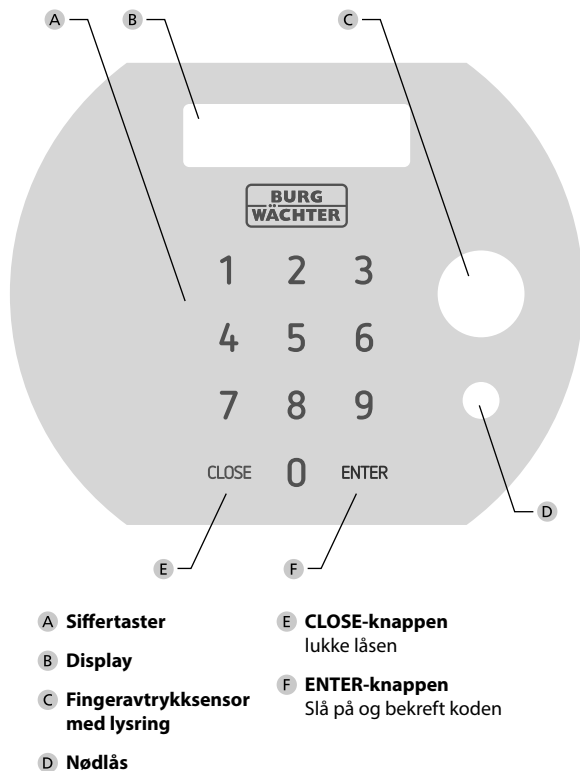 A B C
BURG
WÄCHTER
1 2 3
4 5 6
7 8 9
CLOSE 0 ENTER
D
E F
A Siffertaster
B Display
C Fingeravtrykksensor
med lysring
D Nødlås
E CLOSE-knappen
lukke låsen
F ENTER-knappen
Slå på og bekreft koden